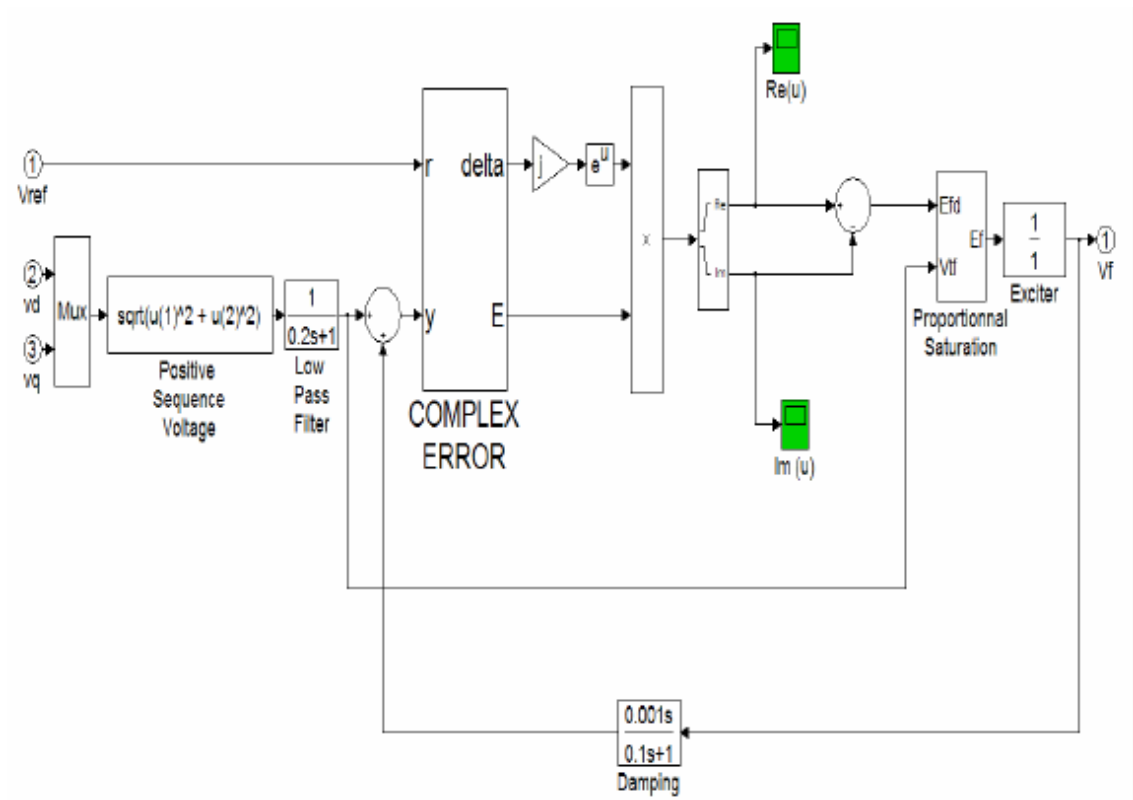 Re(u)
1
Vref
r
delta
j
e^u
2
vd
3
vq
Mux
sqrt(u(1)^2 + u(2)^2)
Positive
Sequence
Voltage
1
0.2s+1
Low
Pass
Filter
+
+
y
E
COMPLEX
ERROR
X
Re
Im
+
-
Efd
Ef
Vtf
Proportionnal
Saturation
1
1
Exciter
1
Vf
Im (u)
0.001s
0.1s+1
Damping